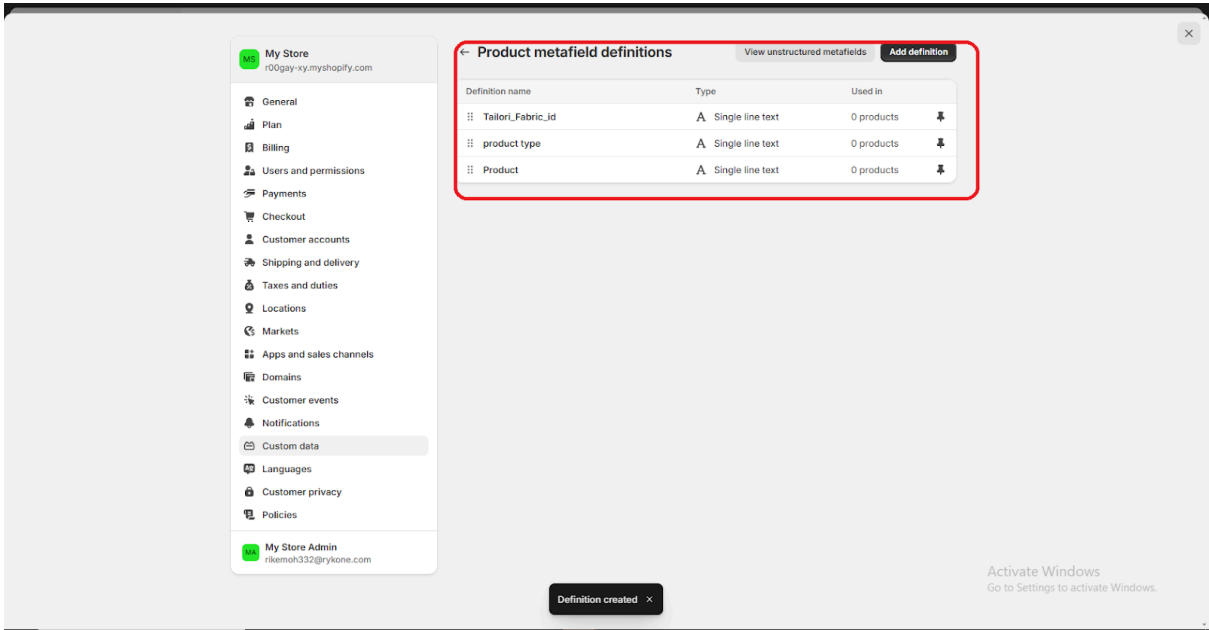 MS My Store
r00gay-xy.myshopify.com
General
Plan
Billing
Users and permissions
Payments
Checkout
Customer accounts
Shipping and delivery
Taxes and duties
Locations
Markets
Apps and sales channels
Domains
Customer events
Notifications
Custom data
Languages
Customer privacy
Policies
MA My Store Admin
rikemoh332@rykone.com
← Product metafield definitions View unstructured metafields Add definition
Definition name Type Used in
Tailori_Fabric_id A Single line text 0 products
product type A Single line text 0 products
Product A Single line text 0 products
Definition created ×
Activate Windows
Go to Settings to activate Windows.